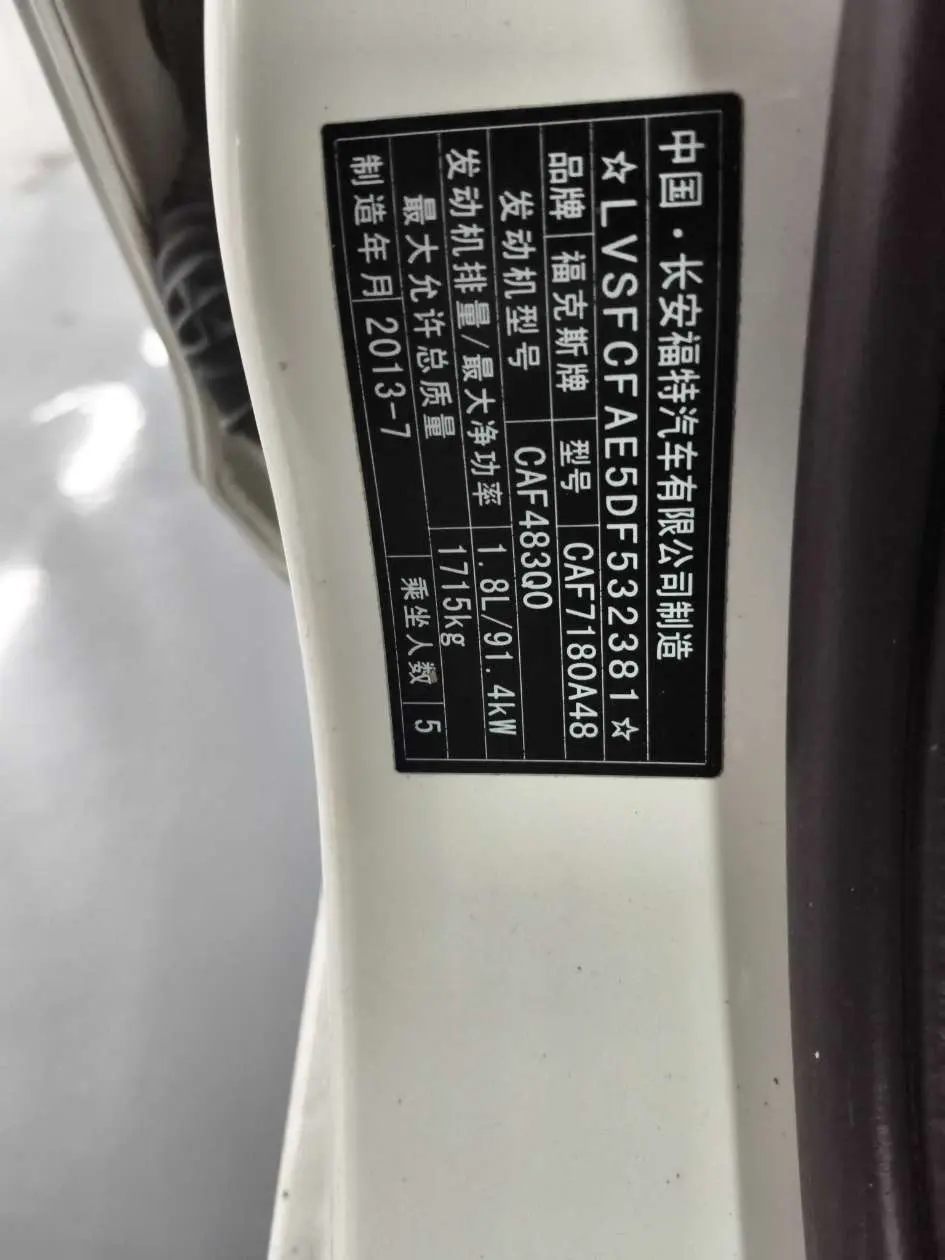 中国·长安福特汽车有限公司制造
☆LVSFCFAE5DF532381☆
品牌 福克斯牌 型号 CAF7180A48
发动机型号 CAF483Q0
发动机排量/最大净功率 1.8L/91.4kW
最大允许总质量 1715kg
制造年月 2013-7 乘坐人数 5